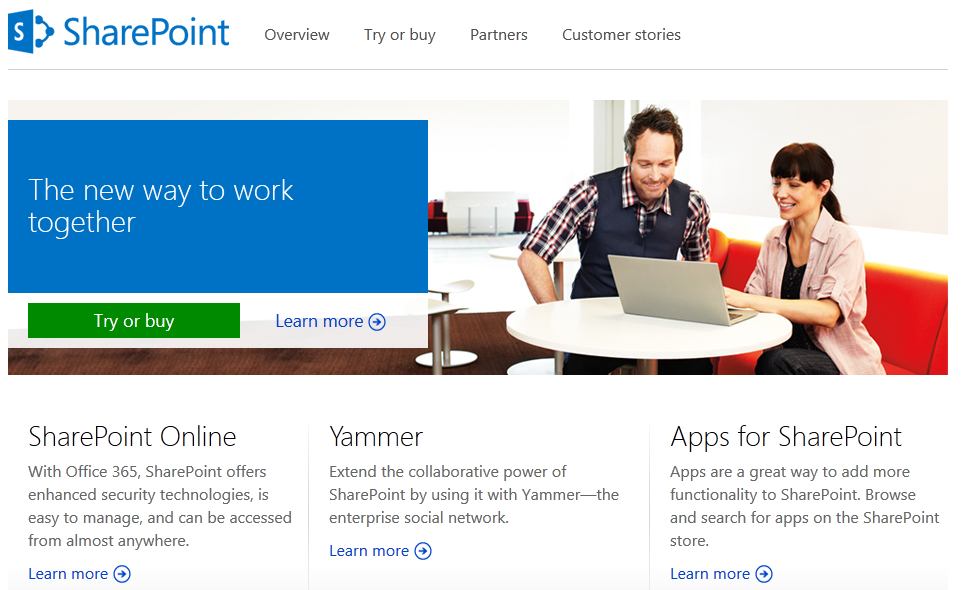 S SharePoint
Overview Try or buy Partners Customer stories
The new way to work
together
Try or buy
Learn more
SharePoint Online
With Office 365, SharePoint offers
enhanced security technologies, is
easy to manage, and can be accessed
from almost anywhere.
Learn more
Yammer
Extend the collaborative power of
SharePoint by using it with Yammer—the
enterprise social network.
Learn more
Apps for SharePoint
Apps are a great way to add more
functionality to SharePoint. Browse
and search for apps on the SharePoint
store.
Learn more